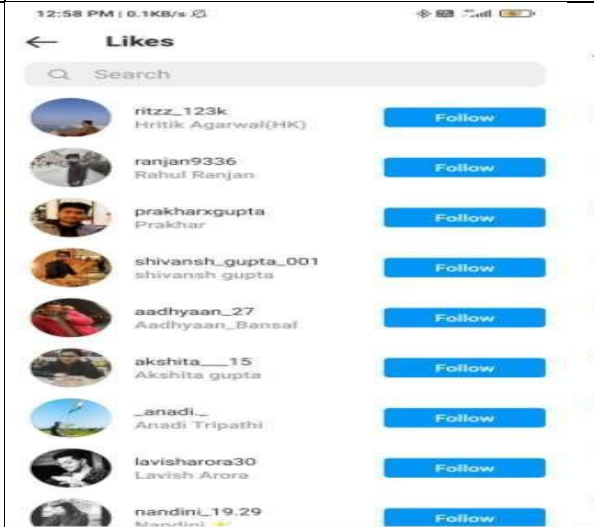 12:58 PM | 0.1KB/s
Likes
Search
ritzz_123k
Hritik Agarwal(HK)
Follow
ranjan9336
Rahul Ranjan
Follow
prakharxgupta
Prakhar
Follow
shivansh_gupta_001
shivansh gupta
Follow
aadhyaan_27
Aadhyaan_Bansal
Follow
akshita___15
Akshita gupta
Follow
_anadi._
Anadi Tripathi
Follow
lavisharora30
Lavish Arora
Follow
nandini_19.29
Nandini
Follow